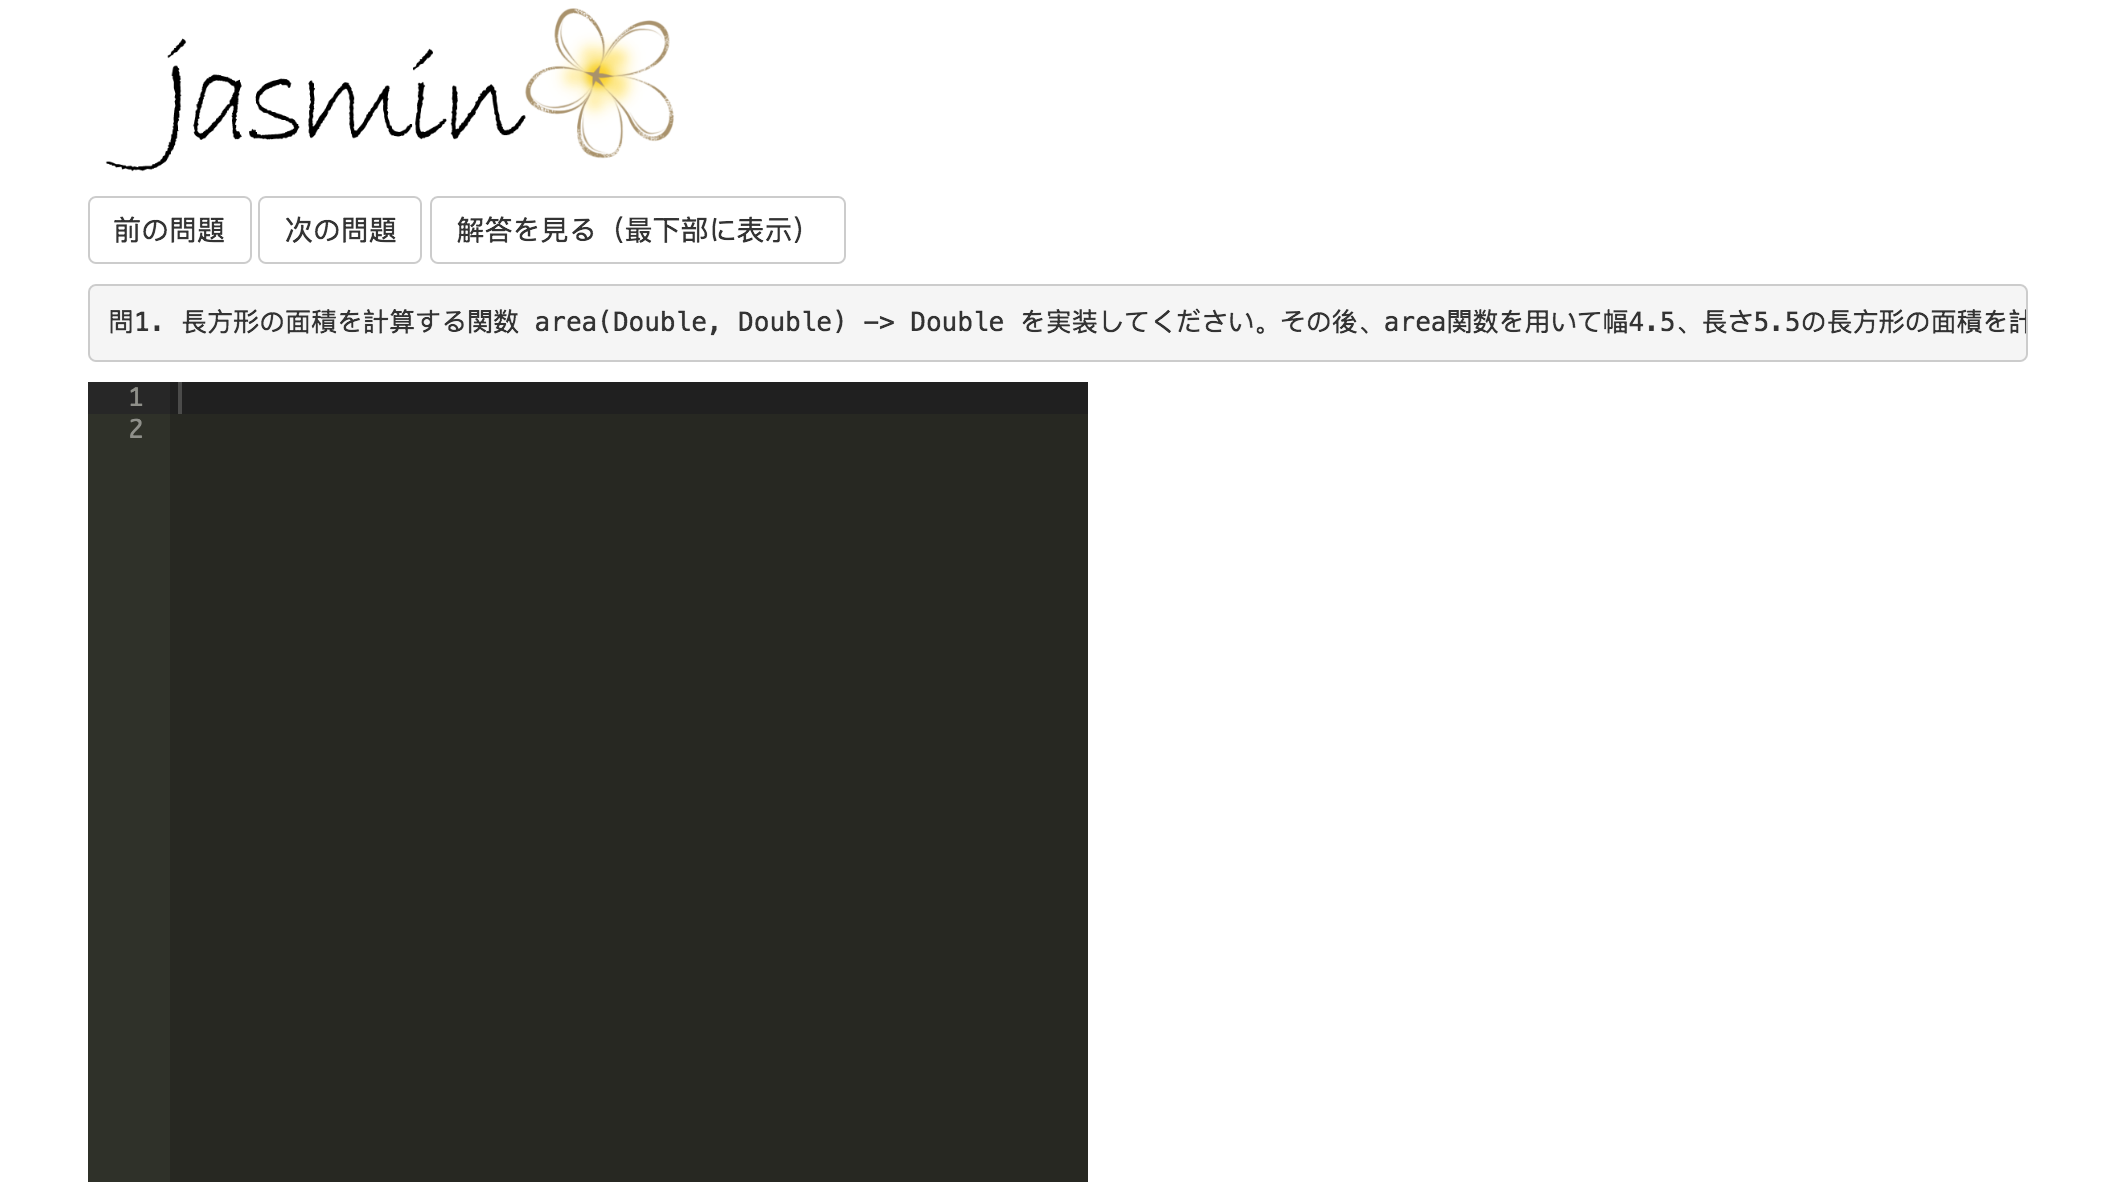 jasmin
前の問題 次の問題 解答を見る（最下部に表示）
問1. 長方形の面積を計算する関数 area(Double, Double) -> Double を実装してください。その後、area関数を用いて幅4.5、長さ5.5の長方形の面積を計
1
2